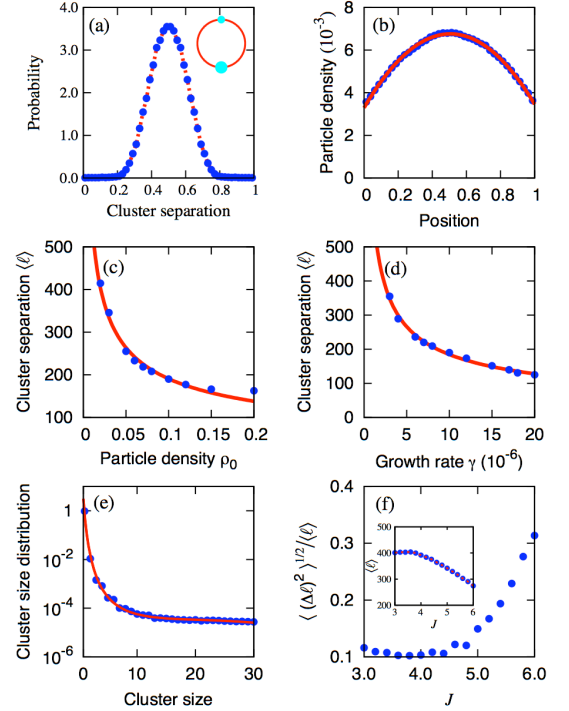 (a)
Probability
4.0
3.0
2.0
1.0
0.0
0 0.2 0.4 0.6 0.8 1
Cluster separation
(b)
Particle density (10⁻³)
8
6
4
2
0
0 0.2 0.4 0.6 0.8 1
Position
(c)
Cluster separation ⟨ℓ⟩
500
400
300
200
100
0 0.05 0.1 0.15 0.2
Particle density ρ₀
(d)
Cluster separation ⟨ℓ⟩
500
400
300
200
100
0
0 5 10 15 20
Growth rate γ (10⁻⁶)
(e)
Cluster size distribution
1
10⁻²
10⁻⁴
10⁻⁶
0 10 20 30
Cluster size
(f)
⟨ (Δℓ)² ⟩^1/2/⟨ℓ⟩
0.4
0.3
0.2
0.1
3.0 4.0 5.0 6.0
J
⟨ℓ⟩
500
400
300
200
3 4 5 6
J